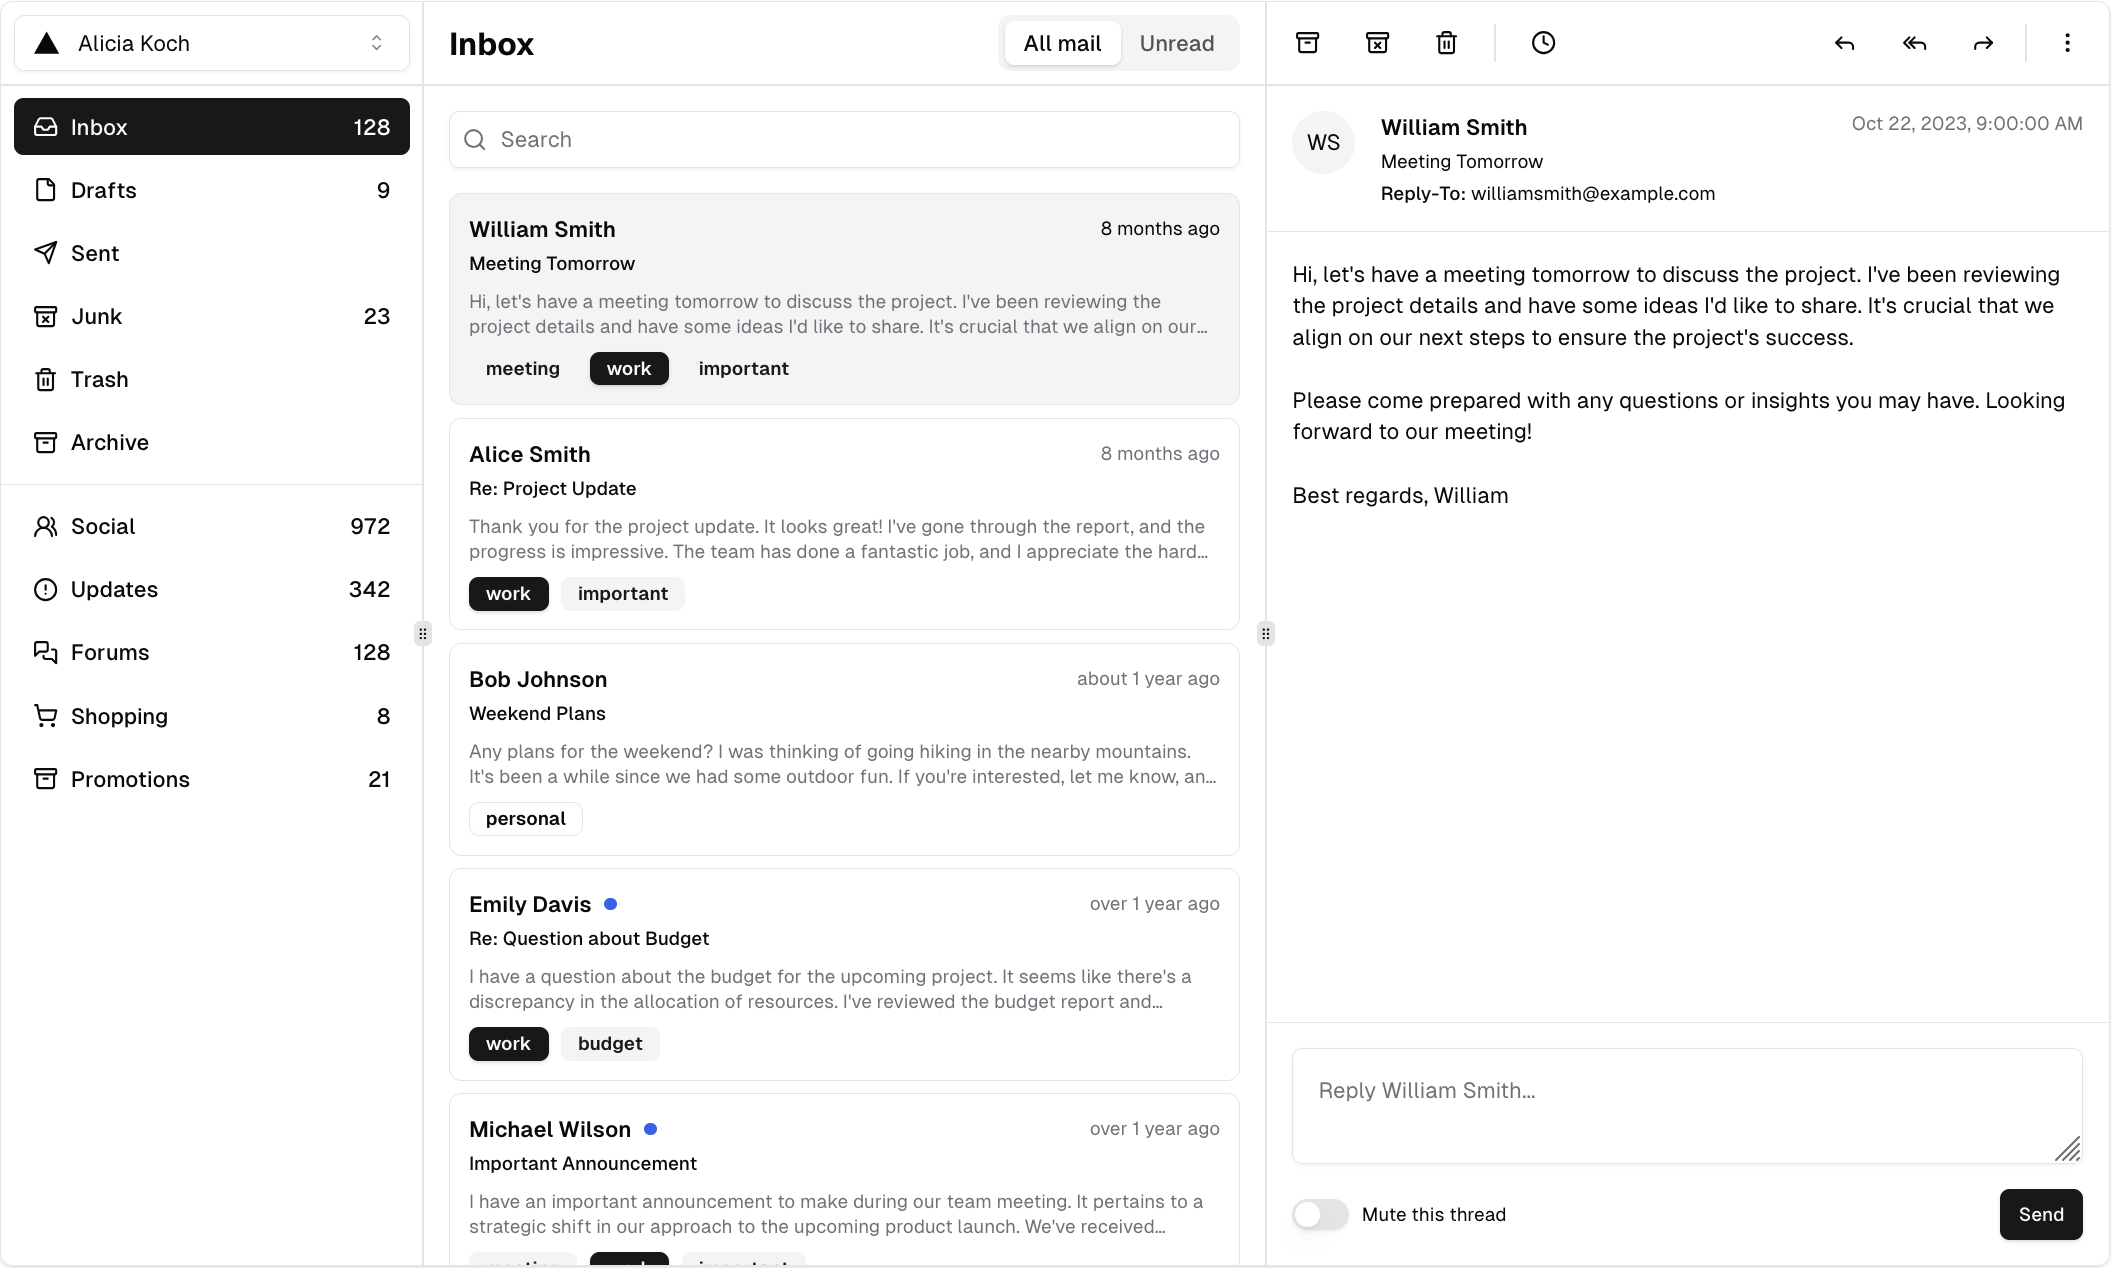 Alicia Koch
Inbox 128
Drafts 9
Sent
Junk 23
Trash
Archive
Social 972
Updates 342
Forums 128
Shopping 8
Promotions 21
Inbox
All mail Unread
Search
William Smith 8 months ago
Meeting Tomorrow
Hi, let's have a meeting tomorrow to discuss the project. I've been reviewing the
project details and have some ideas I'd like to share. It's crucial that we align on our...
meeting work important
Alice Smith 8 months ago
Re: Project Update
Thank you for the project update. It looks great! I've gone through the report, and the
progress is impressive. The team has done a fantastic job, and I appreciate the hard...
work important
Bob Johnson about 1 year ago
Weekend Plans
Any plans for the weekend? I was thinking of going hiking in the nearby mountains.
It's been a while since we had some outdoor fun. If you're interested, let me know, an...
personal
Emily Davis over 1 year ago
Re: Question about Budget
I have a question about the budget for the upcoming project. It seems like there's a
discrepancy in the allocation of resources. I've reviewed the budget report and...
work budget
Michael Wilson over 1 year ago
Important Announcement
I have an important announcement to make during our team meeting. It pertains to a
strategic shift in our approach to the upcoming product launch. We've received...
WS
William Smith Oct 22, 2023, 9:00:00 AM
Meeting Tomorrow
Reply-To: williamsmith@example.com
Hi, let's have a meeting tomorrow to discuss the project. I've been reviewing
the project details and have some ideas I'd like to share. It's crucial that we
align on our next steps to ensure the project's success.
Please come prepared with any questions or insights you may have. Looking
forward to our meeting!
Best regards, William
Reply William Smith...
Mute this thread
Send